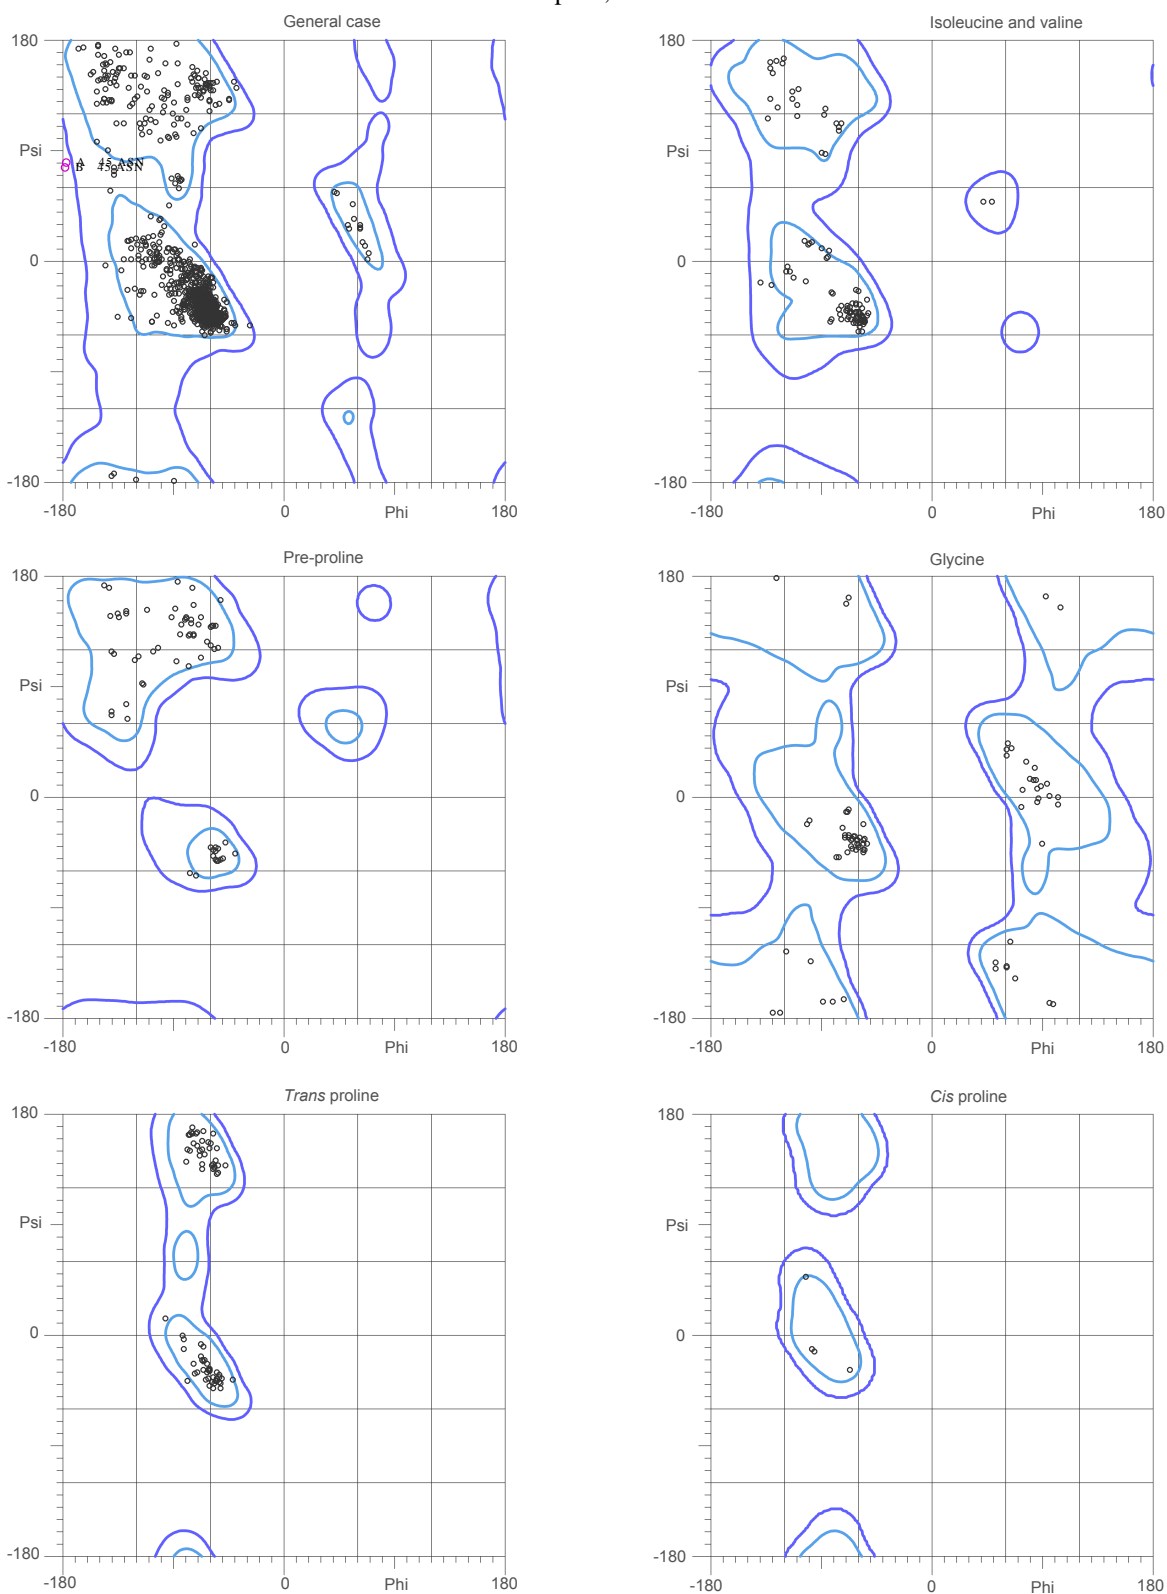 General case
Isoleucine and valine
180
180
Psi
Psi
A 45 ASN
B 45 ASN
0
0
-180
-180
-180
0
Phi
180
-180
0
Phi
180
Pre-proline
Glycine
180
180
Psi
Psi
0
0
-180
-180
-180
0
Phi
180
-180
0
Phi
180
Trans proline
Cis proline
180
180
Psi
Psi
0
0
-180
-180
-180
0
Phi
180
-180
0
Phi
180